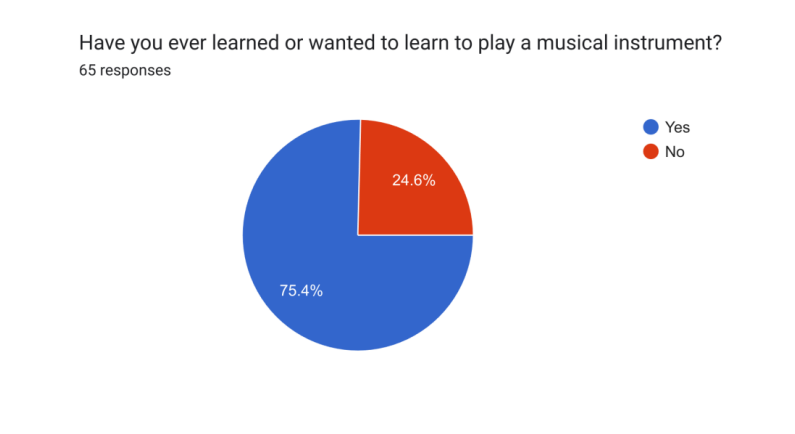 Have you ever learned or wanted to learn to play a musical instrument?
65 responses
Yes
No
24.6%
75.4%